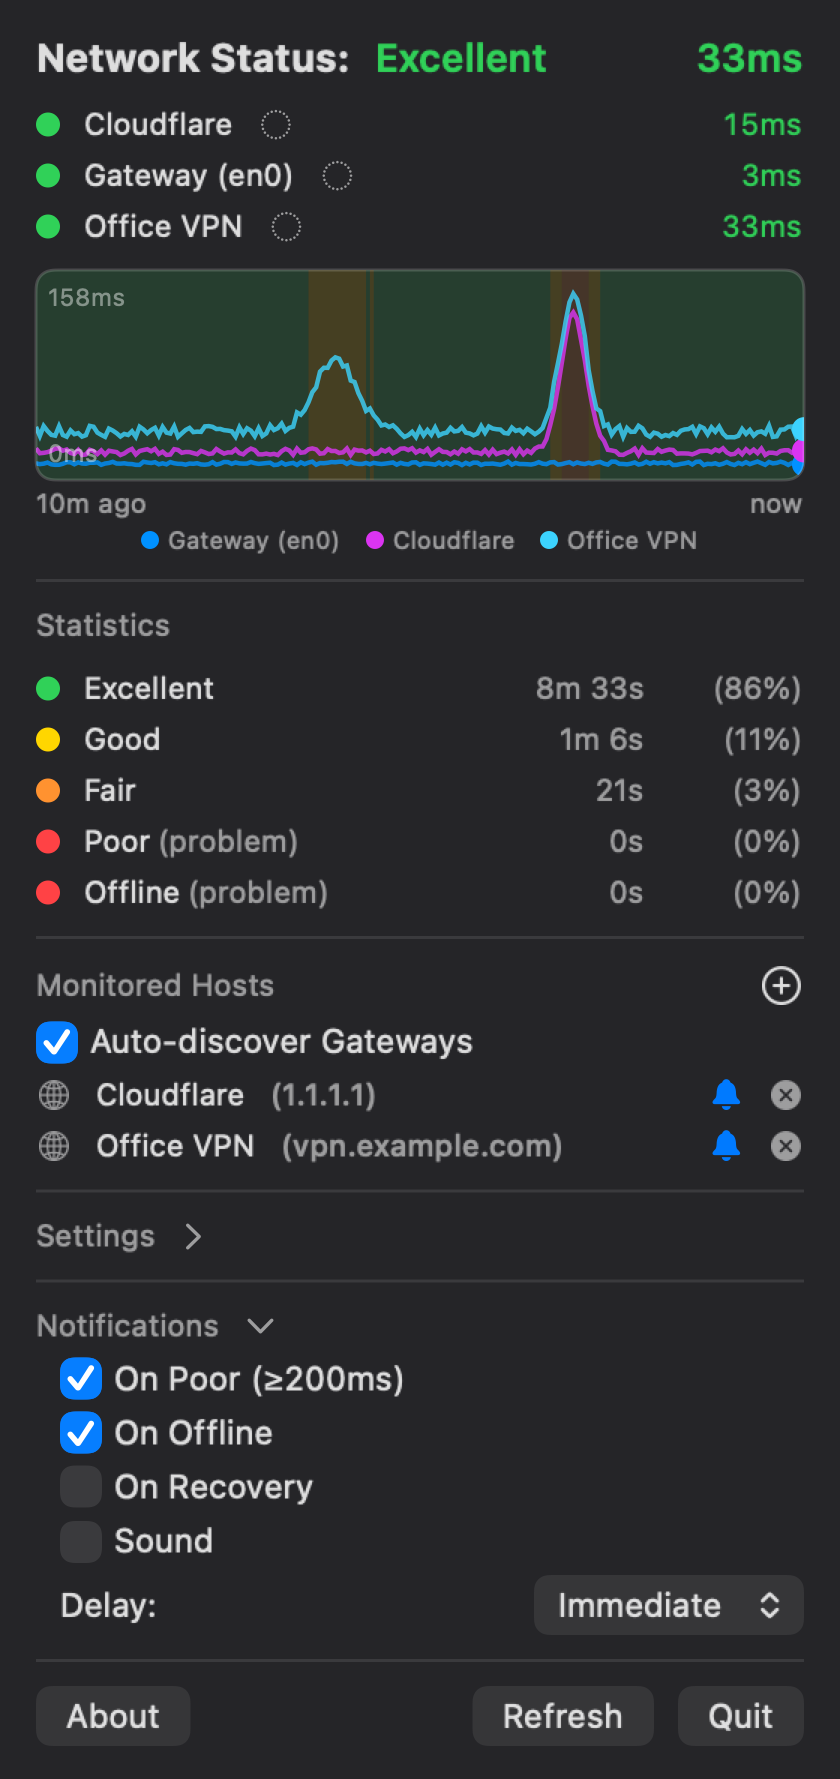 Network Status: Excellent 33ms
Cloudflare 15ms
Gateway (en0) 3ms
Office VPN 33ms
158ms
0ms
10m ago now
Gateway (en0) Cloudflare Office VPN
Statistics
Excellent 8m 33s (86%)
Good 1m 6s (11%)
Fair 21s (3%)
Poor (problem) 0s (0%)
Offline (problem) 0s (0%)
Monitored Hosts
Auto-discover Gateways
Cloudflare (1.1.1.1)
Office VPN (vpn.example.com)
Settings
Notifications
On Poor (≥200ms)
On Offline
On Recovery
Sound
Delay: Immediate
About Refresh Quit